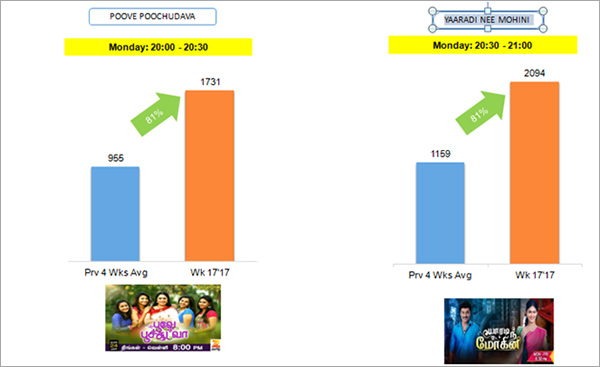 POOVE POOCHUDAVA
Monday: 20:00 - 20:30
1731
81%
955
Prv 4 Wks Avg
Wk 17'17
பூவே
பூச்சூடவா
திங்கள் - வெள்ளி 8:00 PM
YAARADI NEE MOHINI
Monday: 20:30 - 21:00
2094
81%
1159
Prv 4 Wks Avg
Wk 17'17
யாரடி நீ
மோகினி